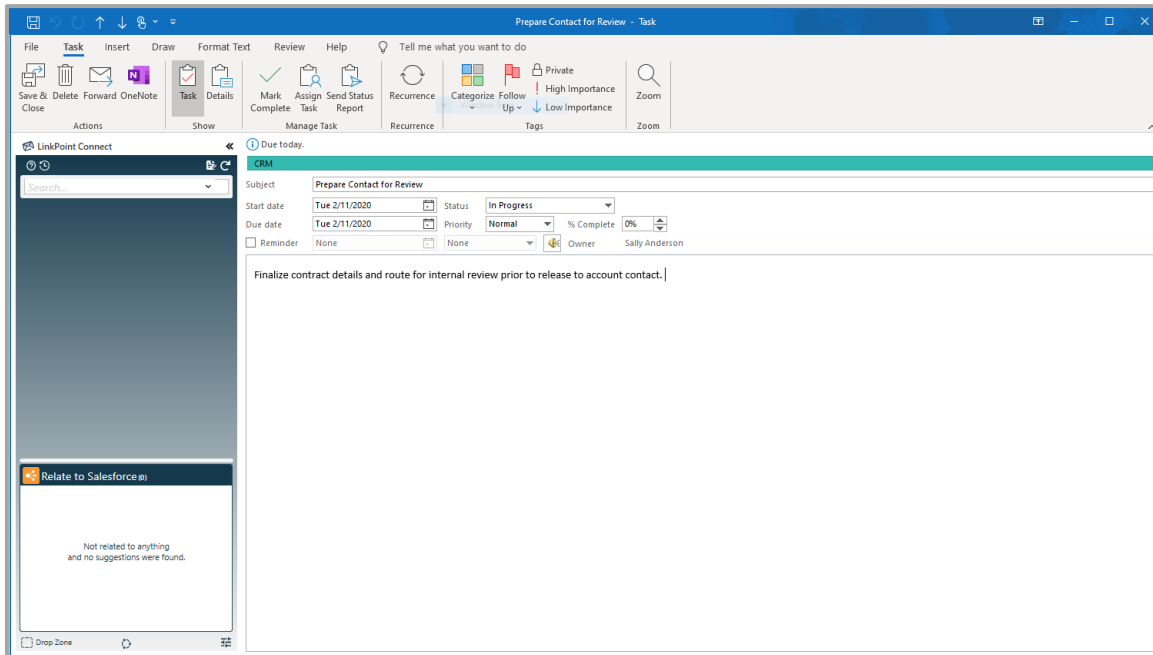 Prepare Contact for Review - Task
File Task Insert Draw Format Text Review Help Tell me what you want to do
Save & Close Delete Forward OneNote
Task Details
Mark Complete Assign Task Send Status Report
Recurrence
Categorize Follow Up
Private
High Importance
Low Importance
Zoom
Actions Show Manage Task Recurrence Tags Zoom
LinkPoint Connect
Search...
Due today.
CRM
Subject Prepare Contact for Review
Start date Tue 2/11/2020 Status In Progress
Due date Tue 2/11/2020 Priority Normal % Complete 0%
Reminder None None Owner Sally Anderson
Finalize contract details and route for internal review prior to release to account contact.
Relate to Salesforce (0)
Not related to anything
and no suggestions were found.
Drop Zone